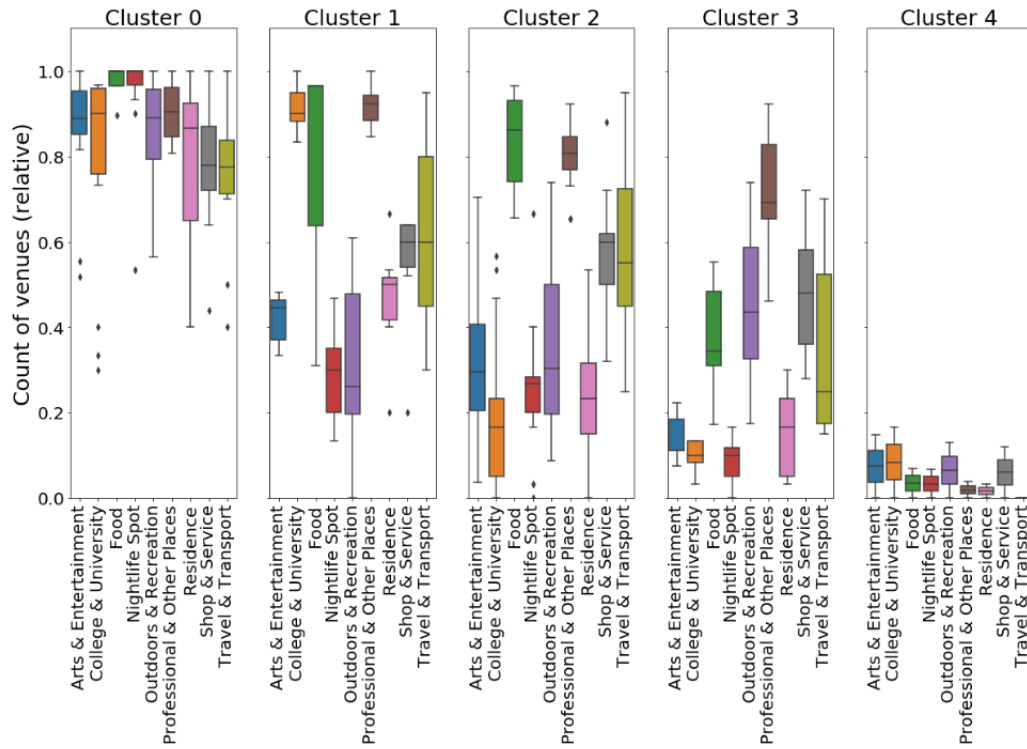 Cluster 0
Cluster 1
Cluster 2
Cluster 3
Cluster 4
Count of venues (relative)
1.0
0.8
0.6
0.4
0.2
0.0
Arts & Entertainment
College & University
Food
Nightlife Spot
Outdoors & Recreation
Professional & Other Places
Residence
Shop & Service
Travel & Transport
Arts & Entertainment
College & University
Food
Nightlife Spot
Outdoors & Recreation
Professional & Other Places
Residence
Shop & Service
Travel & Transport
Arts & Entertainment
College & University
Food
Nightlife Spot
Outdoors & Recreation
Professional & Other Places
Residence
Shop & Service
Travel & Transport
Arts & Entertainment
College & University
Food
Nightlife Spot
Outdoors & Recreation
Professional & Other Places
Residence
Shop & Service
Travel & Transport
Arts & Entertainment
College & University
Food
Nightlife Spot
Outdoors & Recreation
Professional & Other Places
Residence
Shop & Service
Travel & Transport